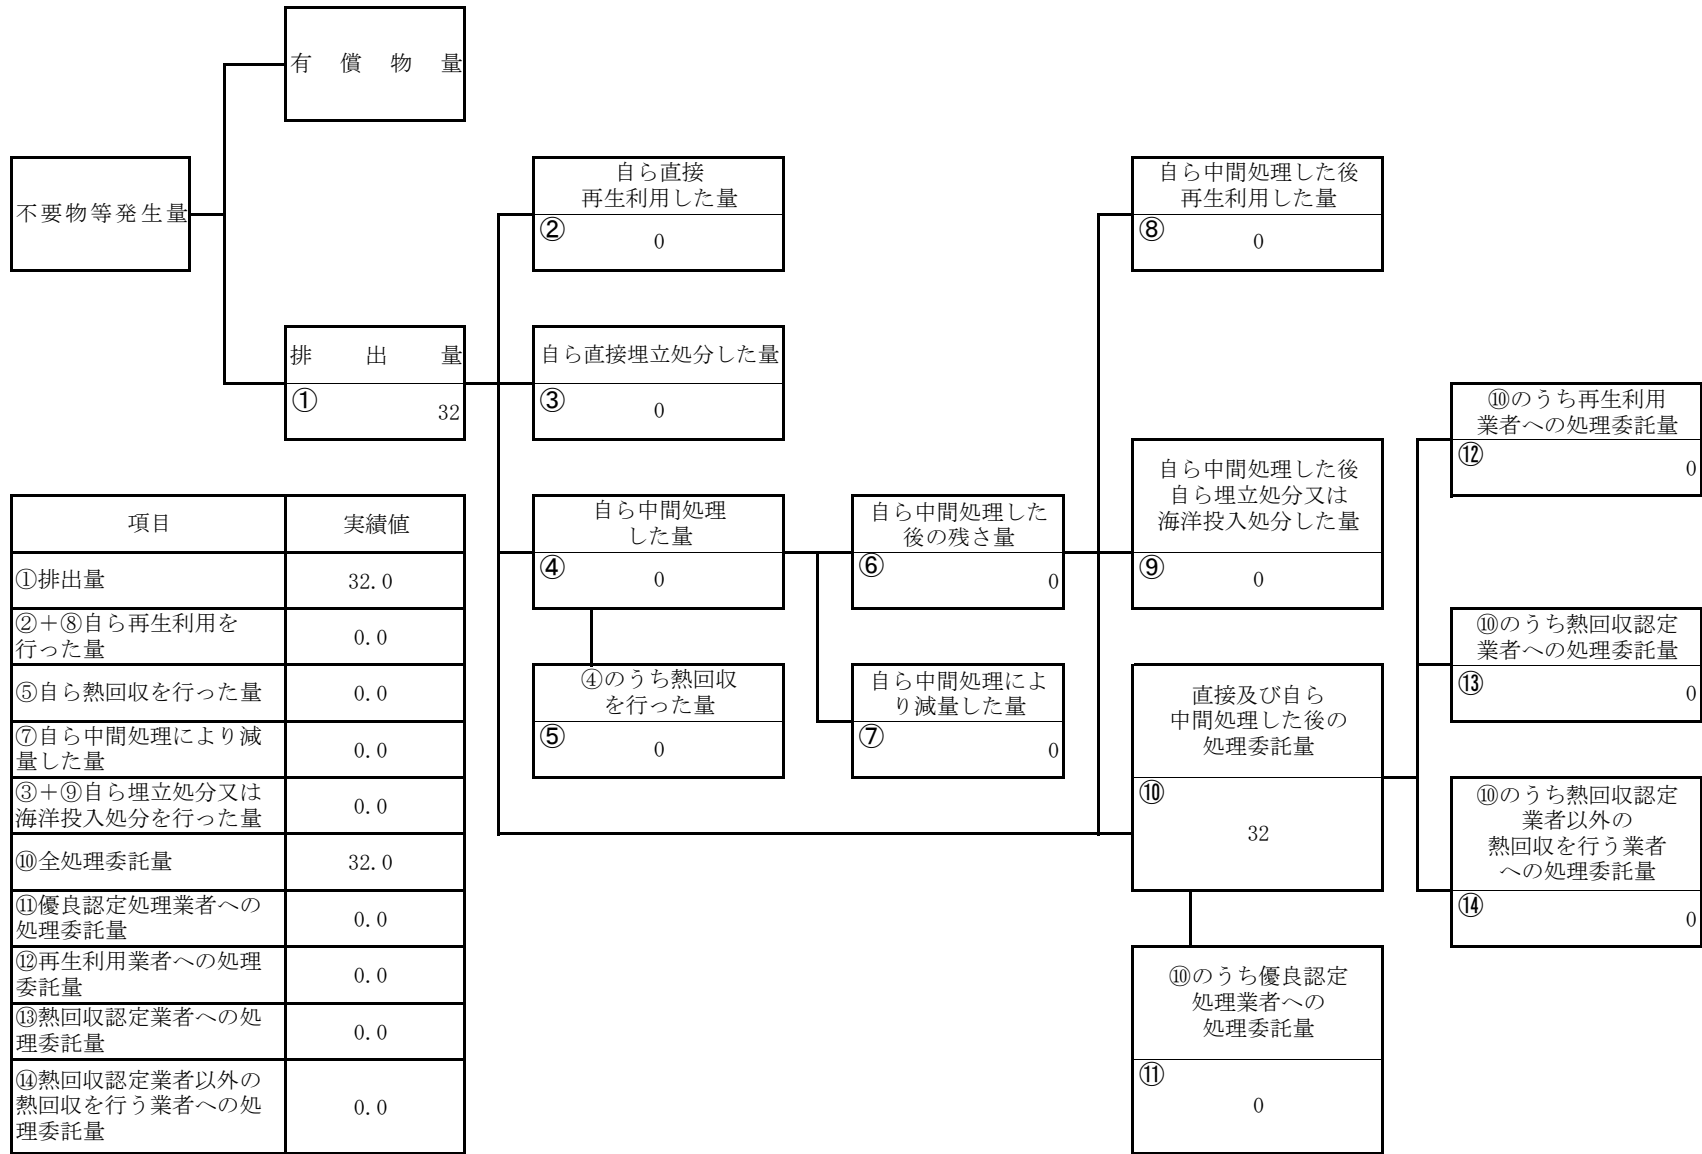 有償物量
不要物等発生量
排出量
①
32
自ら直接
再生利用した量
②
0
自ら直接埋立処分した量
③
0
自ら中間処理
した量
④
0
④のうち熱回収
を行った量
⑤
0
自ら中間処理した
後の残さ量
⑥
0
自ら中間処理によ
り減量した量
⑦
0
自ら中間処理した後
再生利用した量
⑧
0
自ら中間処理した後
自ら埋立処分又は
海洋投入処分した量
⑨
0
直接及び自ら
中間処理した後の
処理委託量
⑩
32
⑩のうち優良認定
処理業者への
処理委託量
⑪
0
⑩のうち再生利用
業者への処理委託量
⑫
0
⑩のうち熱回収認定
業者への処理委託量
⑬
0
⑩のうち熱回収認定
業者以外の
熱回収を行う業者
への処理委託量
⑭
0
項目 実績値
①排出量 32.0
②＋⑧自ら再生利用を
行った量 0.0
⑤自ら熱回収を行った量 0.0
⑦自ら中間処理により減
量した量 0.0
③＋⑨自ら埋立処分又は
海洋投入処分を行った量 0.0
⑩全処理委託量 32.0
⑪優良認定処理業者への
処理委託量 0.0
⑫再生利用業者への処理
委託量 0.0
⑬熱回収認定業者への処
理委託量 0.0
⑭熱回収認定業者以外の
熱回収を行う業者への処
理委託量 0.0